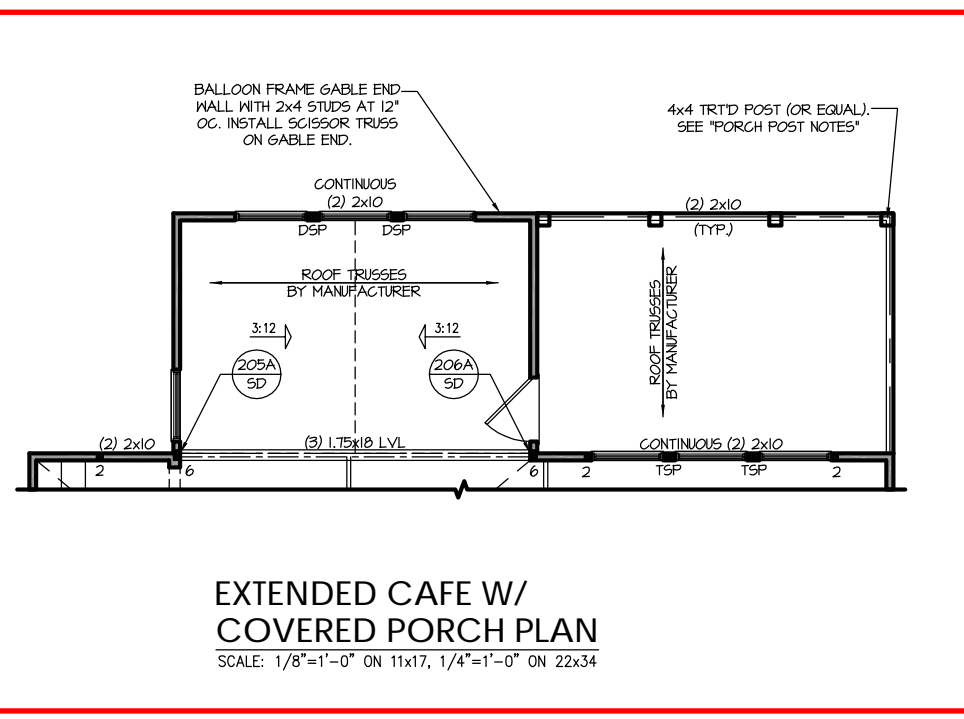 BALLOON FRAME GABLE END
WALL WITH 2x4 STUDS AT 12"
OC. INSTALL SCISSOR TRUSS
ON GABLE END.
4x4 TRT'D POST (OR EQUAL).
SEE "PORCH POST NOTES"
CONTINUOUS
(2) 2x10
DSP
DSP
(2) 2x10
(TYP.)
ROOF TRUSSES
BY MANUFACTURER
ROOF TRUSSES
BY MANUFACTURER
3:12
3:12
205A
SD
206A
SD
(2) 2x10
(3) 1.75x18 LVL
CONTINUOUS (2) 2x10
2
6
6
2
TSP
TSP
2
EXTENDED CAFE W/
COVERED PORCH PLAN
SCALE: 1/8"=1'-0" ON 11x17, 1/4"=1'-0" ON 22x34